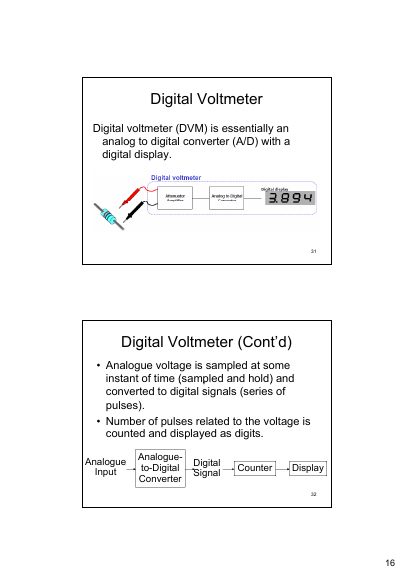 Digital Voltmeter
Digital voltmeter (DVM) is essentially an
analog to digital converter (A/D) with a
digital display.
Digital voltmeter
Digital display
Attenuator
Amplifier
Analog to Digital
Converter
3.894
31
Digital Voltmeter (Cont’d)
• Analogue voltage is sampled at some
instant of time (sampled and hold) and
converted to digital signals (series of
pulses).
• Number of pulses related to the voltage is
counted and displayed as digits.
Analogue
Input
Analogue-
to-Digital
Converter
Digital
Signal
Counter
Display
32
16